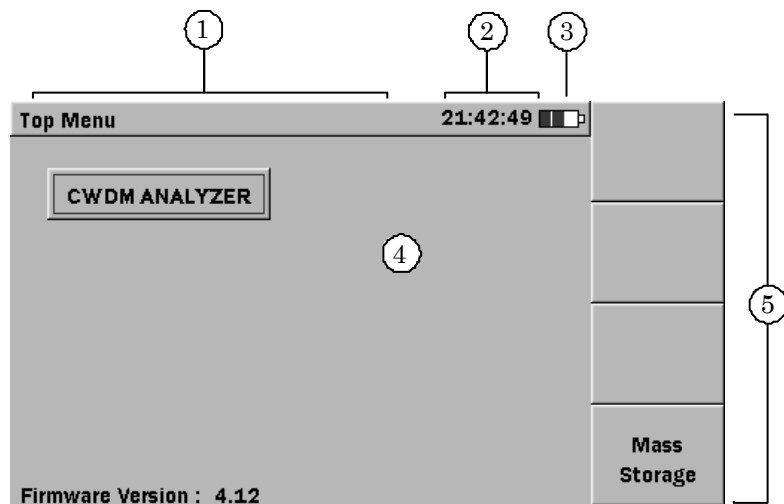 1 2 3
Top Menu 21:42:49
CWDM ANALYZER
4
5
Mass
Storage
Firmware Version : 4.12